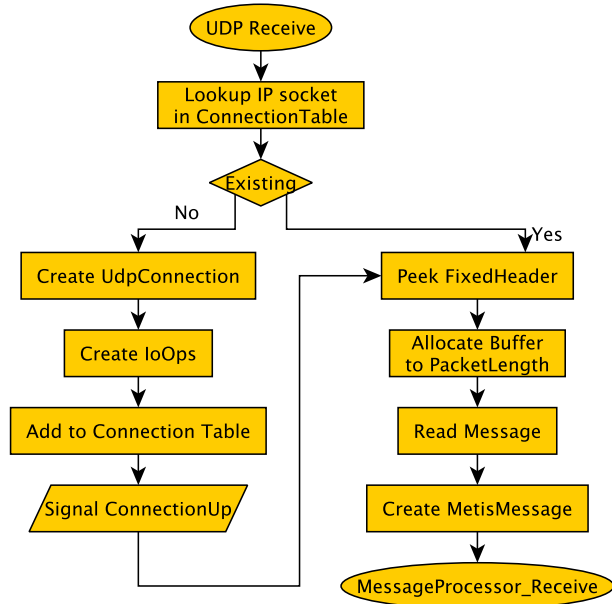 UDP Receive
Lookup IP socket
in ConnectionTable
Existing
No
Yes
Create UdpConnection
Peek FixedHeader
Create IoOps
Allocate Buffer
to PacketLength
Add to Connection Table
Read Message
Signal ConnectionUp
Create MetisMessage
MessageProcessor_Receive